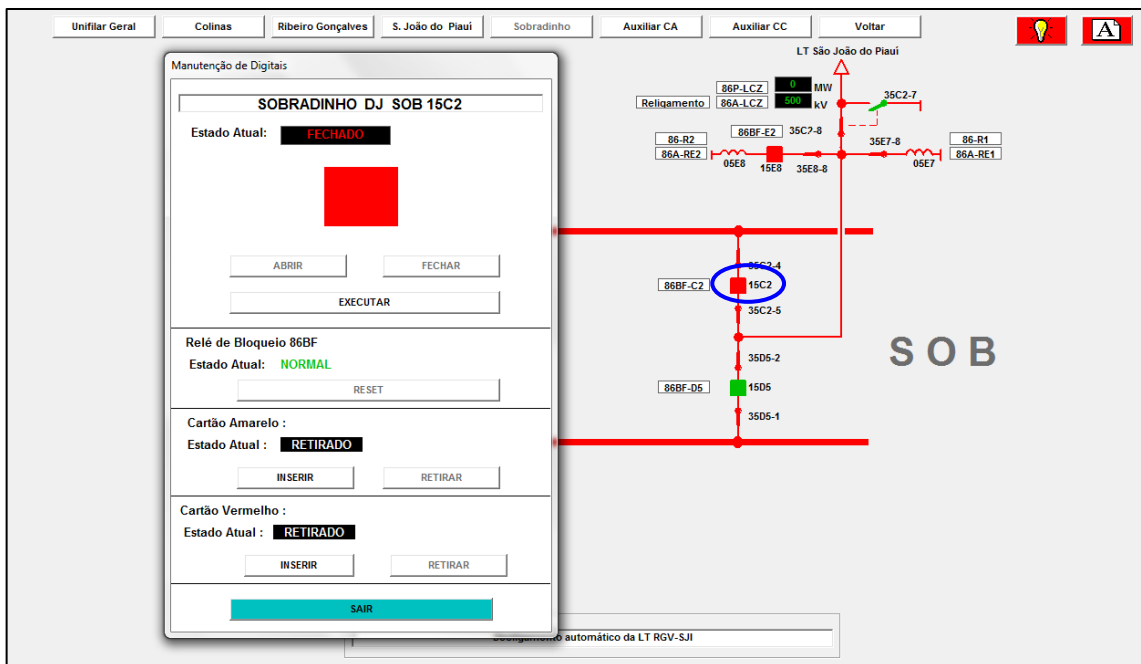 Unifilar Geral
Colinas
Ribeiro Gonçalves
S. João do Piauí
Sobradinho
Auxiliar CA
Auxiliar CC
Voltar
A
Manutenção de Digitais
SOBRADINHO DJ SOB 15C2
Estado Atual: FECHADO
ABRIR
FECHAR
EXECUTAR
Relé de Bloqueio 86BF
Estado Atual: NORMAL
RESET
Cartão Amarelo :
Estado Atual : RETIRADO
INSERIR
RETIRAR
Cartão Vermelho :
Estado Atual : RETIRADO
INSERIR
RETIRAR
SAIR
LT São João do Piauí
86P-LCZ 0 MW
Religamento 86A-LCZ 500 kV
35C2-7
86BF-E2 35C2-8
86-R2
86A-RE2
35E7-8
86-R1
86A-RE1
05E8
15E8
35E8-8
05E7
35C2-4
86BF-C2 15C2
35C2-5
SOB
35D5-2
86BF-D5 15D5
35D5-1
automático da LT RGV-SJI